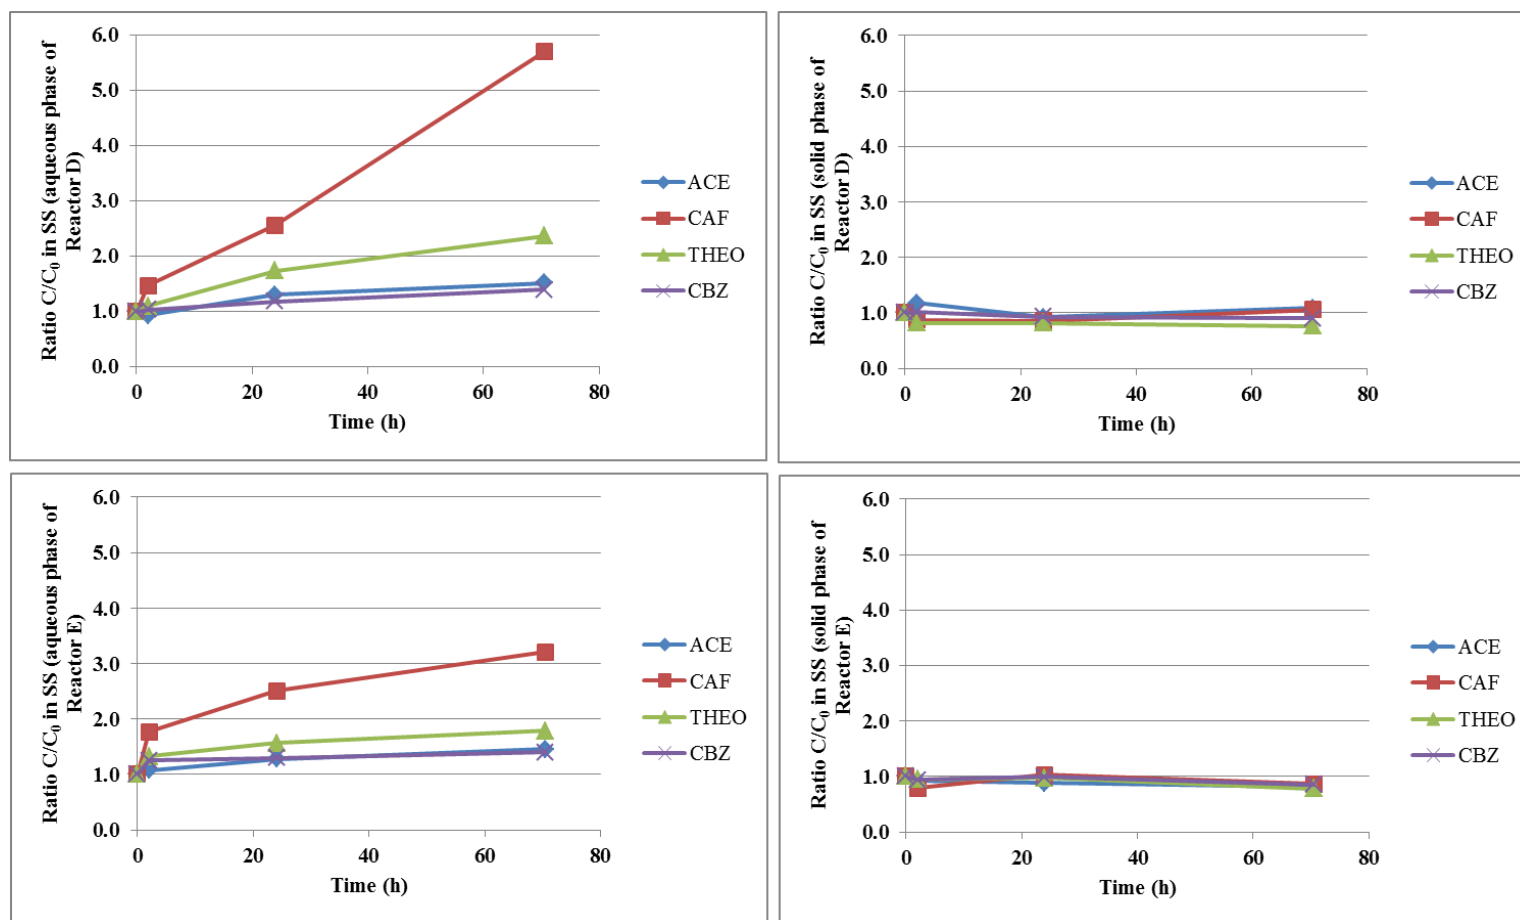 Ratio C/C₀ in SS (aqueous phase of
Reactor D)
6.0
5.0
4.0
3.0
2.0
1.0
0.0
0
20
40
60
80
Time (h)
ACE
CAF
THEO
CBZ
Ratio C/C₀ in SS (solid phase of
Reactor D)
6.0
5.0
4.0
3.0
2.0
1.0
0.0
0
20
40
60
80
Time (h)
ACE
CAF
THEO
CBZ
Ratio C/C₀ in SS (aqueous phase of
Reactor E)
6.0
5.0
4.0
3.0
2.0
1.0
0.0
0
20
40
60
80
Time (h)
ACE
CAF
THEO
CBZ
Ratio C/C₀ in SS (solid phase of
Reactor E)
6.0
5.0
4.0
3.0
2.0
1.0
0.0
0
20
40
60
80
Time (h)
ACE
CAF
THEO
CBZ